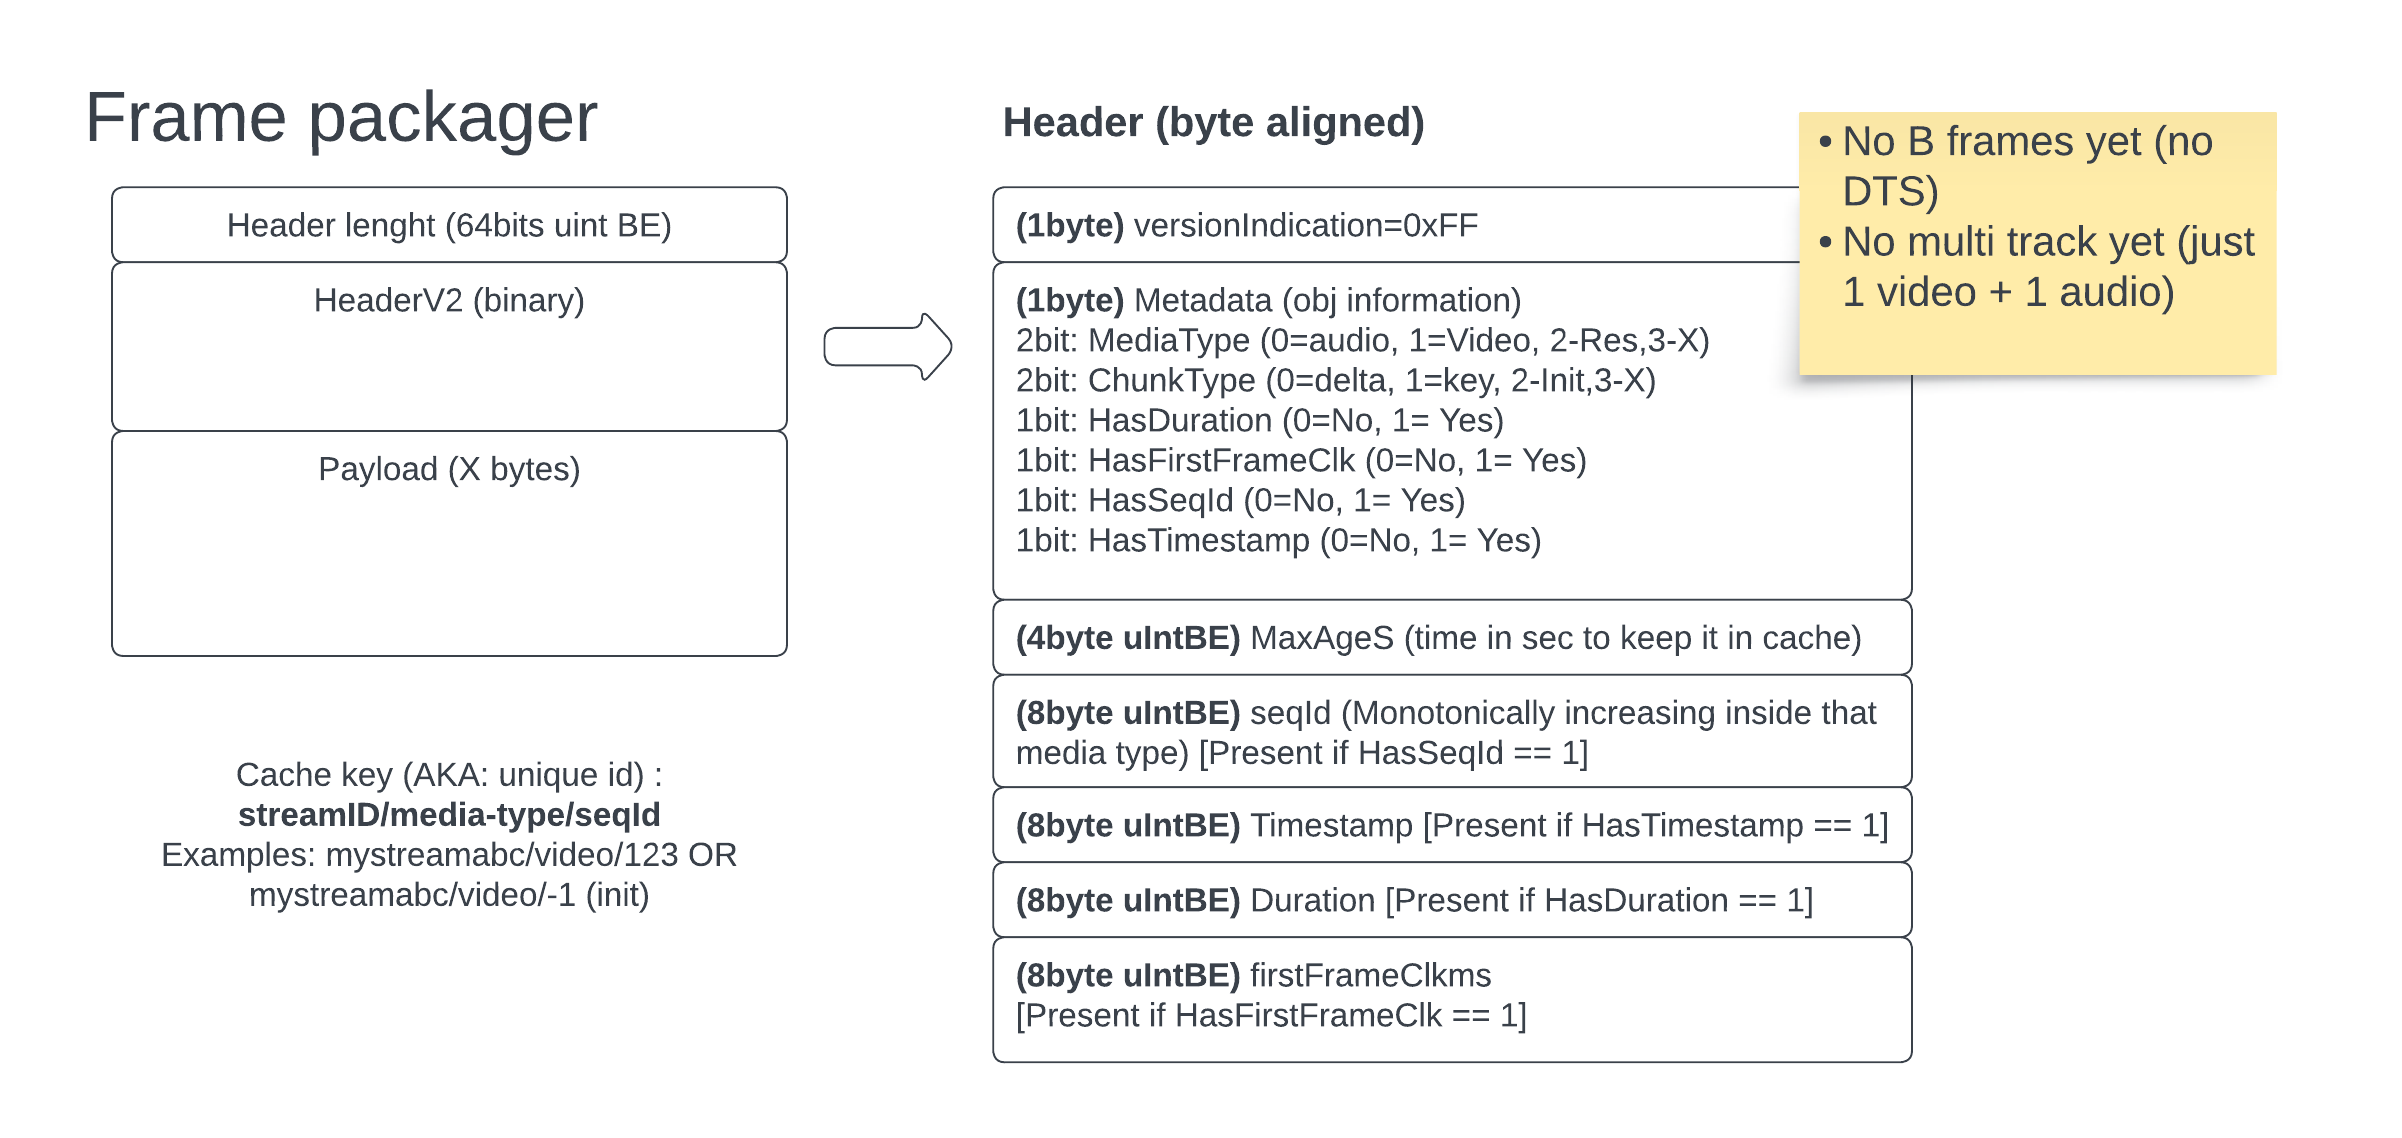 Frame packager
Header lenght (64bits uint BE)
HeaderV2 (binary)
Payload (X bytes)
Cache key (AKA: unique id) :
streamID/media-type/seqId
Examples: mystreamabc/video/123 OR
mystreamabc/video/-1 (init)
Header (byte aligned)
(1byte) versionIndication=0xFF
(1byte) Metadata (obj information)
2bit: MediaType (0=audio, 1=Video, 2-Res,3-X)
2bit: ChunkType (0=delta, 1=key, 2-Init,3-X)
1bit: HasDuration (0=No, 1= Yes)
1bit: HasFirstFrameClk (0=No, 1= Yes)
1bit: HasSeqId (0=No, 1= Yes)
1bit: HasTimestamp (0=No, 1= Yes)
(4byte uIntBE) MaxAgeS (time in sec to keep it in cache)
(8byte uIntBE) seqId (Monotonically increasing inside that
media type) [Present if HasSeqId == 1]
(8byte uIntBE) Timestamp [Present if HasTimestamp == 1]
(8byte uIntBE) Duration [Present if HasDuration == 1]
(8byte uIntBE) firstFrameClkms
[Present if HasFirstFrameClk == 1]
• No B frames yet (no
DTS)
• No multi track yet (just
1 video + 1 audio)